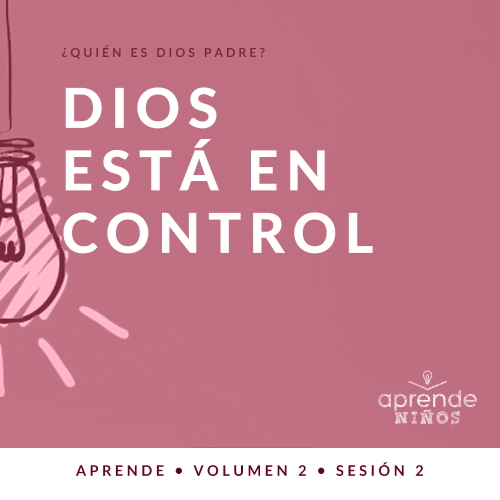 ¿QUIÉN ES DIOS PADRE?
DIOS
ESTÁ EN
CONTROL
aprende
NIÑOS
APRENDE • VOLUMEN 2 • SESIÓN 2